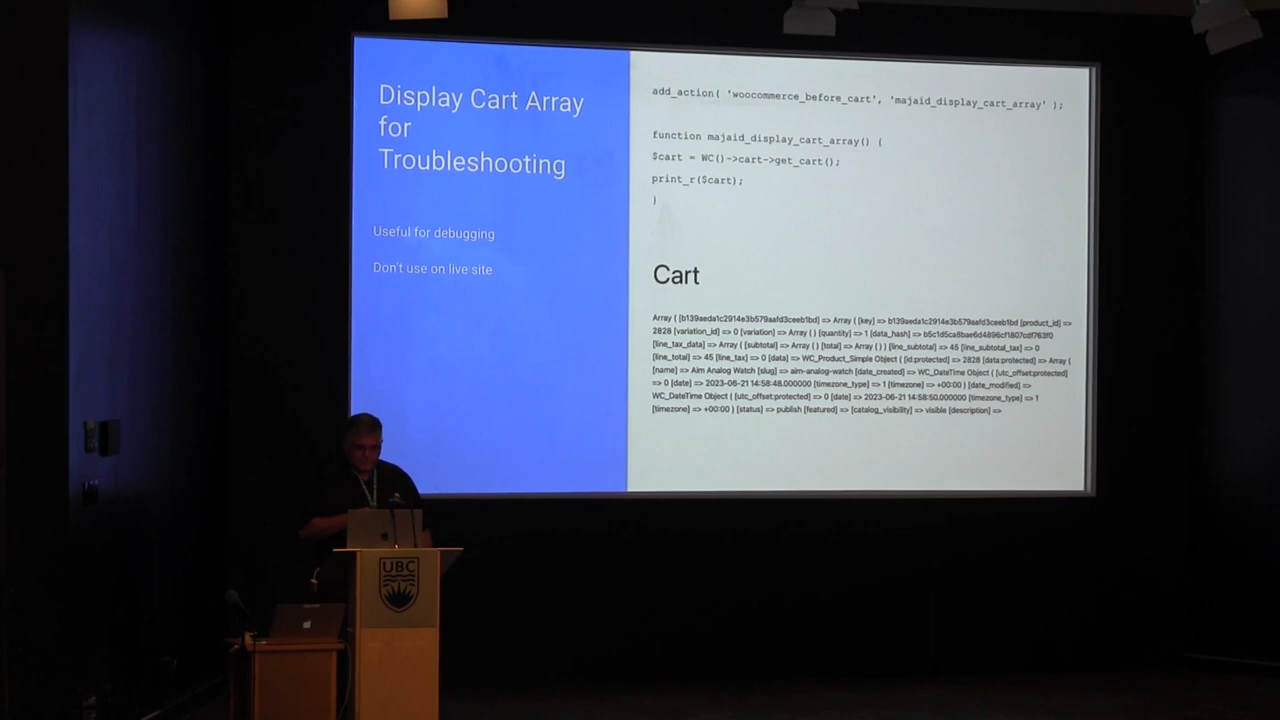 Display Cart Array
for
Troubleshooting
Useful for debugging
Don't use on live site
add_action( 'woocommerce_before_cart', 'majaid_display_cart_array' );
function majaid_display_cart_array() {
$cart = WC()->cart->get_cart();
print_r($cart);
}
Cart
Array ( [b139aeda1c2914e3b579aafd3ceeb1bd] => Array ( [key] => b139aeda1c2914e3b579aafd3ceeb1bd [product_id] =>
2828 [variation_id] => 0 [variation] => Array ( ) [quantity] => 1 [data_hash] => b5c1d5ca8bae6d4896cf1807cdf763f0
[line_tax_data] => Array ( [subtotal] => Array ( ) [total] => Array ( ) ) [line_subtotal] => 45 [line_subtotal_tax] => 0
[line_total] => 45 [line_tax] => 0 [data] => WC_Product_Simple Object ( [id:protected] => 2828 [data:protected] => Array (
[name] => Aim Analog Watch [slug] => aim-analog-watch [date_created] => WC_DateTime Object ( [utc_offset:protected]
=> 0 [date] => 2023-06-21 14:58:48.000000 [timezone_type] => 1 [timezone] => +00:00 ) [date_modified] =>
WC_DateTime Object ( [utc_offset:protected] => 0 [date] => 2023-06-21 14:58:50.000000 [timezone_type] => 1
[timezone] => +00:00 ) [status] => publish [featured] => [catalog_visibility] => visible [description] =>
UBC